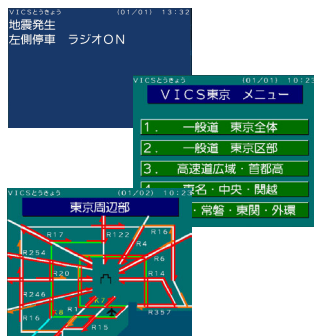 VICSとうきょう (01/01) 13:32
地震発生
左側停車 ラジオON
VICSとうきょう (01/01) 10:23
VICS東京 メニュー
1. 一般道 東京全体
2. 一般道 東京区部
3. 高速道広域・首都高
東名・中央・関越
・常磐・東関・外環
VICSとうきょう (01/02) 10:23
東京周辺部
R17
R122
R16
R4
R254
R6
R20
R14
R246
R1
R16
R15
R357